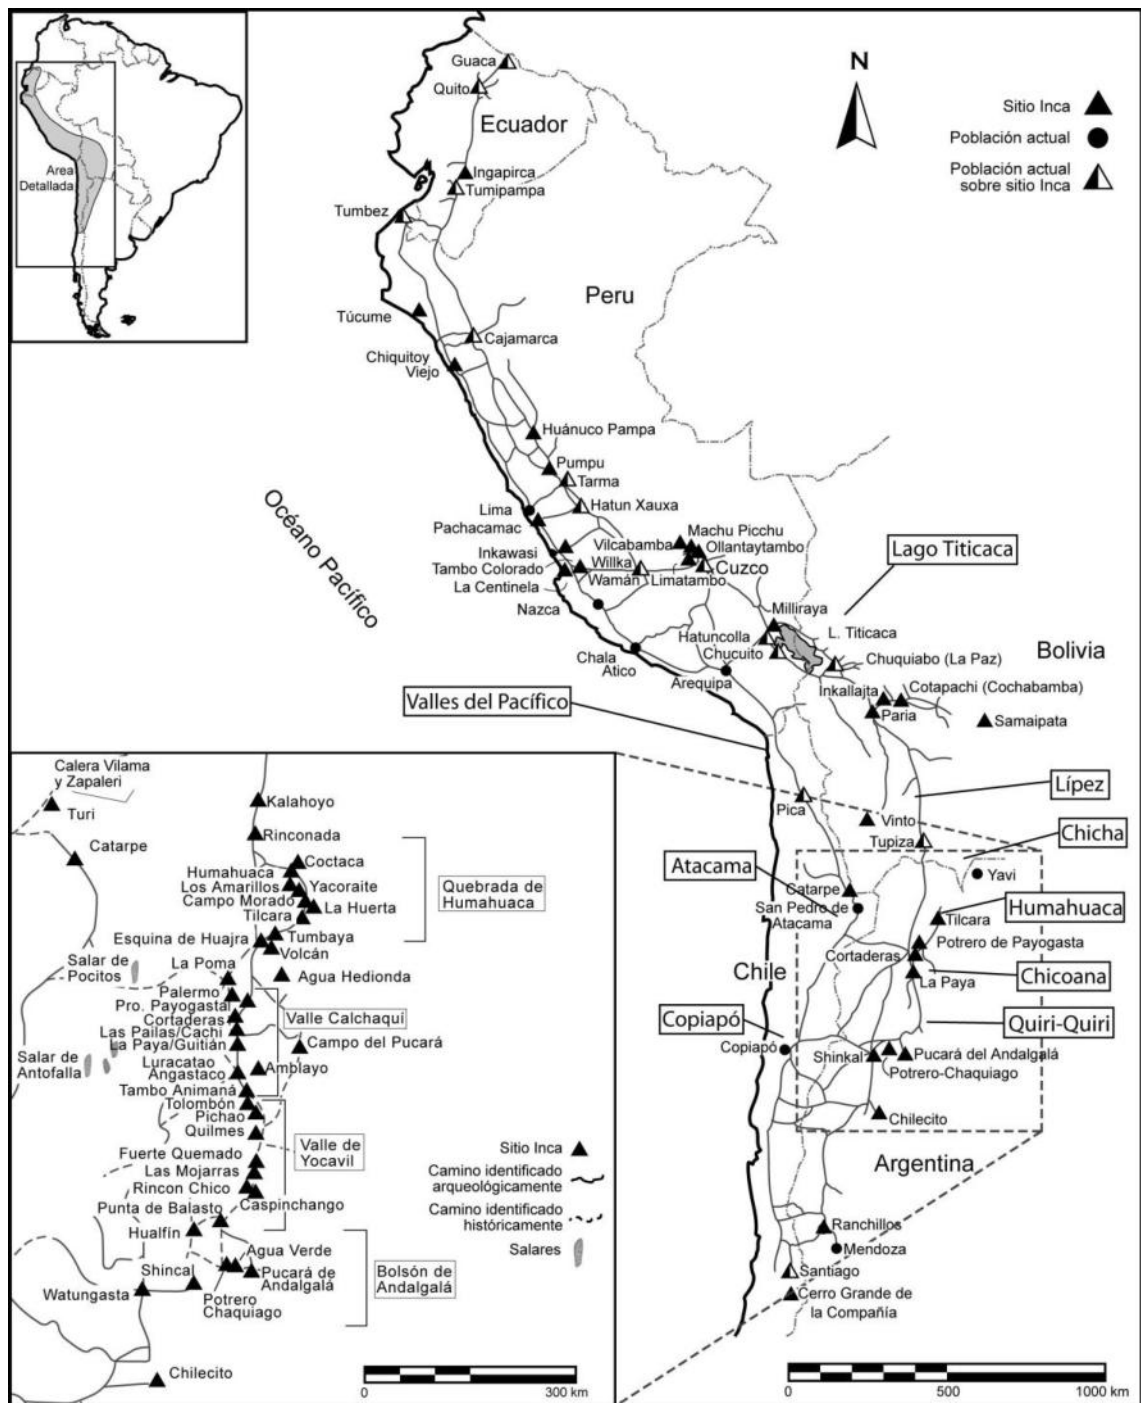 Area
Detallada
N
Sitio Inca
Población actual
Población actual
sobre sitio Inca
Guaca
Quito
Ecuador
Ingapirca
Tumipampa
Tumbez
Peru
Túcume
Cajamarca
Chiquitoy
Viejo
Huánuco Pampa
Pumpu
Tarma
Océano Pacífico
Lima
Hatun Xauxa
Pachacamac
Machu Picchu
Inkawasi
Vilcabamba
Ollantaytambo
Tambo Colorado
Willka
Wamán
Limatambo
Cuzco
La Centinela
Nazca
Lago Titicaca
Milliraya
Hatuncolla
L. Titicaca
Chucuito
Chuquiabo (La Paz)
Bolivia
Chala
Atico
Arequipa
Inkallajta
Cotapachi (Cochabamba)
Paria
Samaipata
Valles del Pacífico
Lípez
Pica
Vinto
Chicha
Tupiza
Atacama
Yavi
Catarpe
San Pedro de
Atacama
Humahuaca
Tilcara
Potrero de Payogasta
Cortaderas
Chile
La Paya
Chicoana
Copiapó
Quiri-Quiri
Copiapó
Shinkal
Pucará del Andalgalá
Potrero-Chaquiago
Chilecito
Argentina
Ranchillos
Mendoza
Santiago
Cerro Grande de
la Compañía
0 500 1000 km
Calera Vilama
y Zapaleri
Turi
Kalahoyo
Catarpe
Rinconada
Coctaca
Humahuaca
Los Amarillos
Yacoraite
Campo Morado
La Huerta
Tilcara
Quebrada de
Humahuaca
Esquina de Huajra
Tumbaya
Volcán
Salar de
Pocitos
La Poma
Agua Hedionda
Palermo
Pro. Payogasta
Cortaderas
Valle Calchaquí
Las Pailas/Cachi
La Paya/Guitián
Campo del Pucará
Salar de
Antofalla
Luracatao
Angastaco
Amblayo
Tambo Animaná
Tolombón
Pichao
Quilmes
Valle de
Yocavil
Fuerte Quemado
Las Mojarras
Rincon Chico
Caspinchango
Punta de Balasto
Hualfín
Agua Verde
Shincal
Pucará de
Andalgalá
Bolsón de
Andalgalá
Watungasta
Potrero
Chaquiago
Chilecito
Sitio Inca
Camino identificado
arqueológicamente
Camino identificado
históricamente
Salares
0 300 km